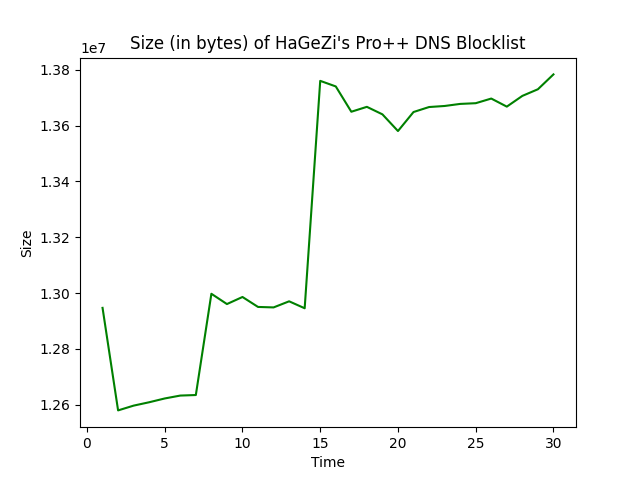 Size (in bytes) of HaGeZi's Pro++ DNS Blocklist
1e7
1.38
1.36
1.34
1.32
1.30
1.28
1.26
Size
0 5 10 15 20 25 30
Time